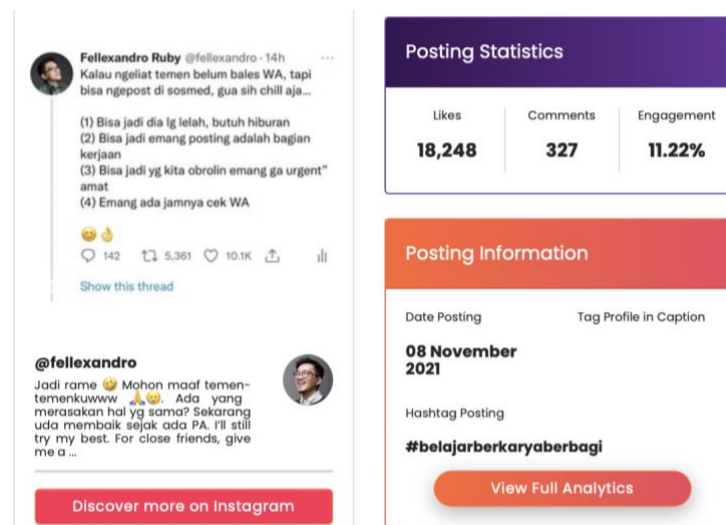 Fellexandro Ruby @fellexandro · 14h
Kalau ngeliat temen belum bales WA, tapi
bisa ngepost di sosmed, gua sih chill aja...
(1) Bisa jadi dia lg lelah, butuh hiburan
(2) Bisa jadi emang posting adalah bagian
kerjaan
(3) Bisa jadi yg kita obrolin emang ga urgent"
amat
(4) Emang ada jamnya cek WA
😄👌
142 5,361 10.1K
Show this thread
@fellexandro
Jadi rame 🤣 Mohon maaf temen-
temenkuwww 🙏😅. Ada yang
merasakan hal yg sama? Sekarang
uda membaik sejak ada PA. I'll still
try my best. For close friends, give
me a ...
Discover more on Instagram
Posting Statistics
Likes Comments Engagement
18,248 327 11.22%
Posting Information
Date Posting Tag Profile in Caption
08 November
2021
Hashtag Posting
#belajarberkaryaberbagi
View Full Analytics